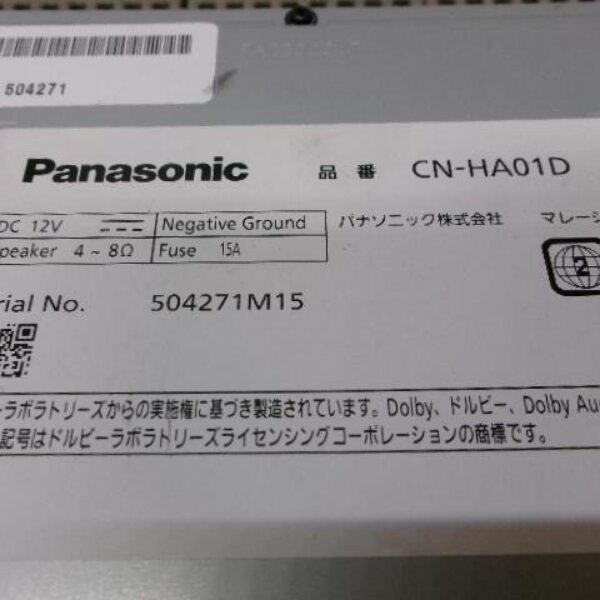 504271
Panasonic 品番 CN-HA01D
DC 12V Negative Ground パナソニック株式会社 マレーシ
peaker 4 ~ 8Ω Fuse 15A
2
rial No. 504271M15
ーラボラトリーズからの実施権に基づき製造されています。Dolby、ドルビー、Dolby Au
記号はドルビーラボラトリーズライセンシングコーポレーションの商標です。